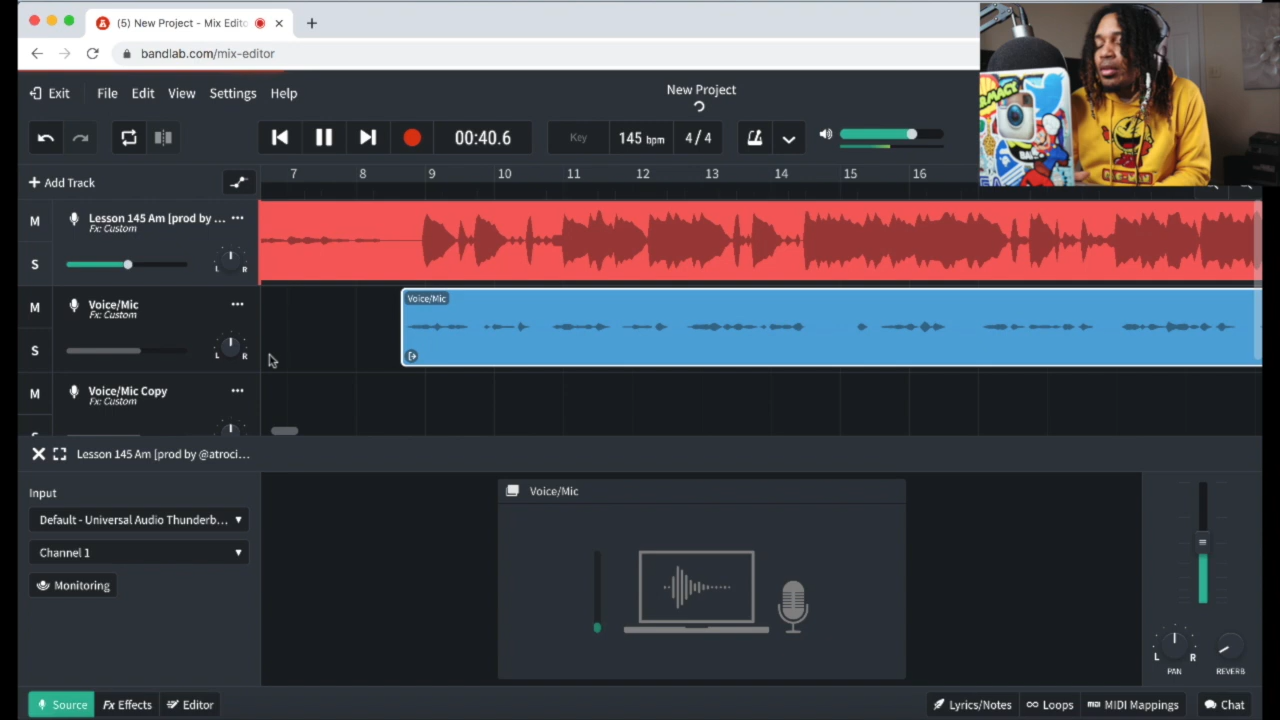 (5) New Project - Mix Edito
bandlab.com/mix-editor
Exit File Edit View Settings Help
New Project
00:40.6 Key 145 bpm 4/4
Add Track
7 8 9 10 11 12 13 14 15 16
M Lesson 145 Am [prod by ...
Fx: Custom
S L R
M Voice/Mic
Fx: Custom
S L R
Voice/Mic
M Voice/Mic Copy
Fx: Custom
Lesson 145 Am [prod by @atroci...
Input
Default - Universal Audio Thunderb...
Channel 1
Monitoring
Voice/Mic
L R
PAN REVERB
Source Fx Effects Editor Lyrics/Notes Loops MIDI Mappings Chat